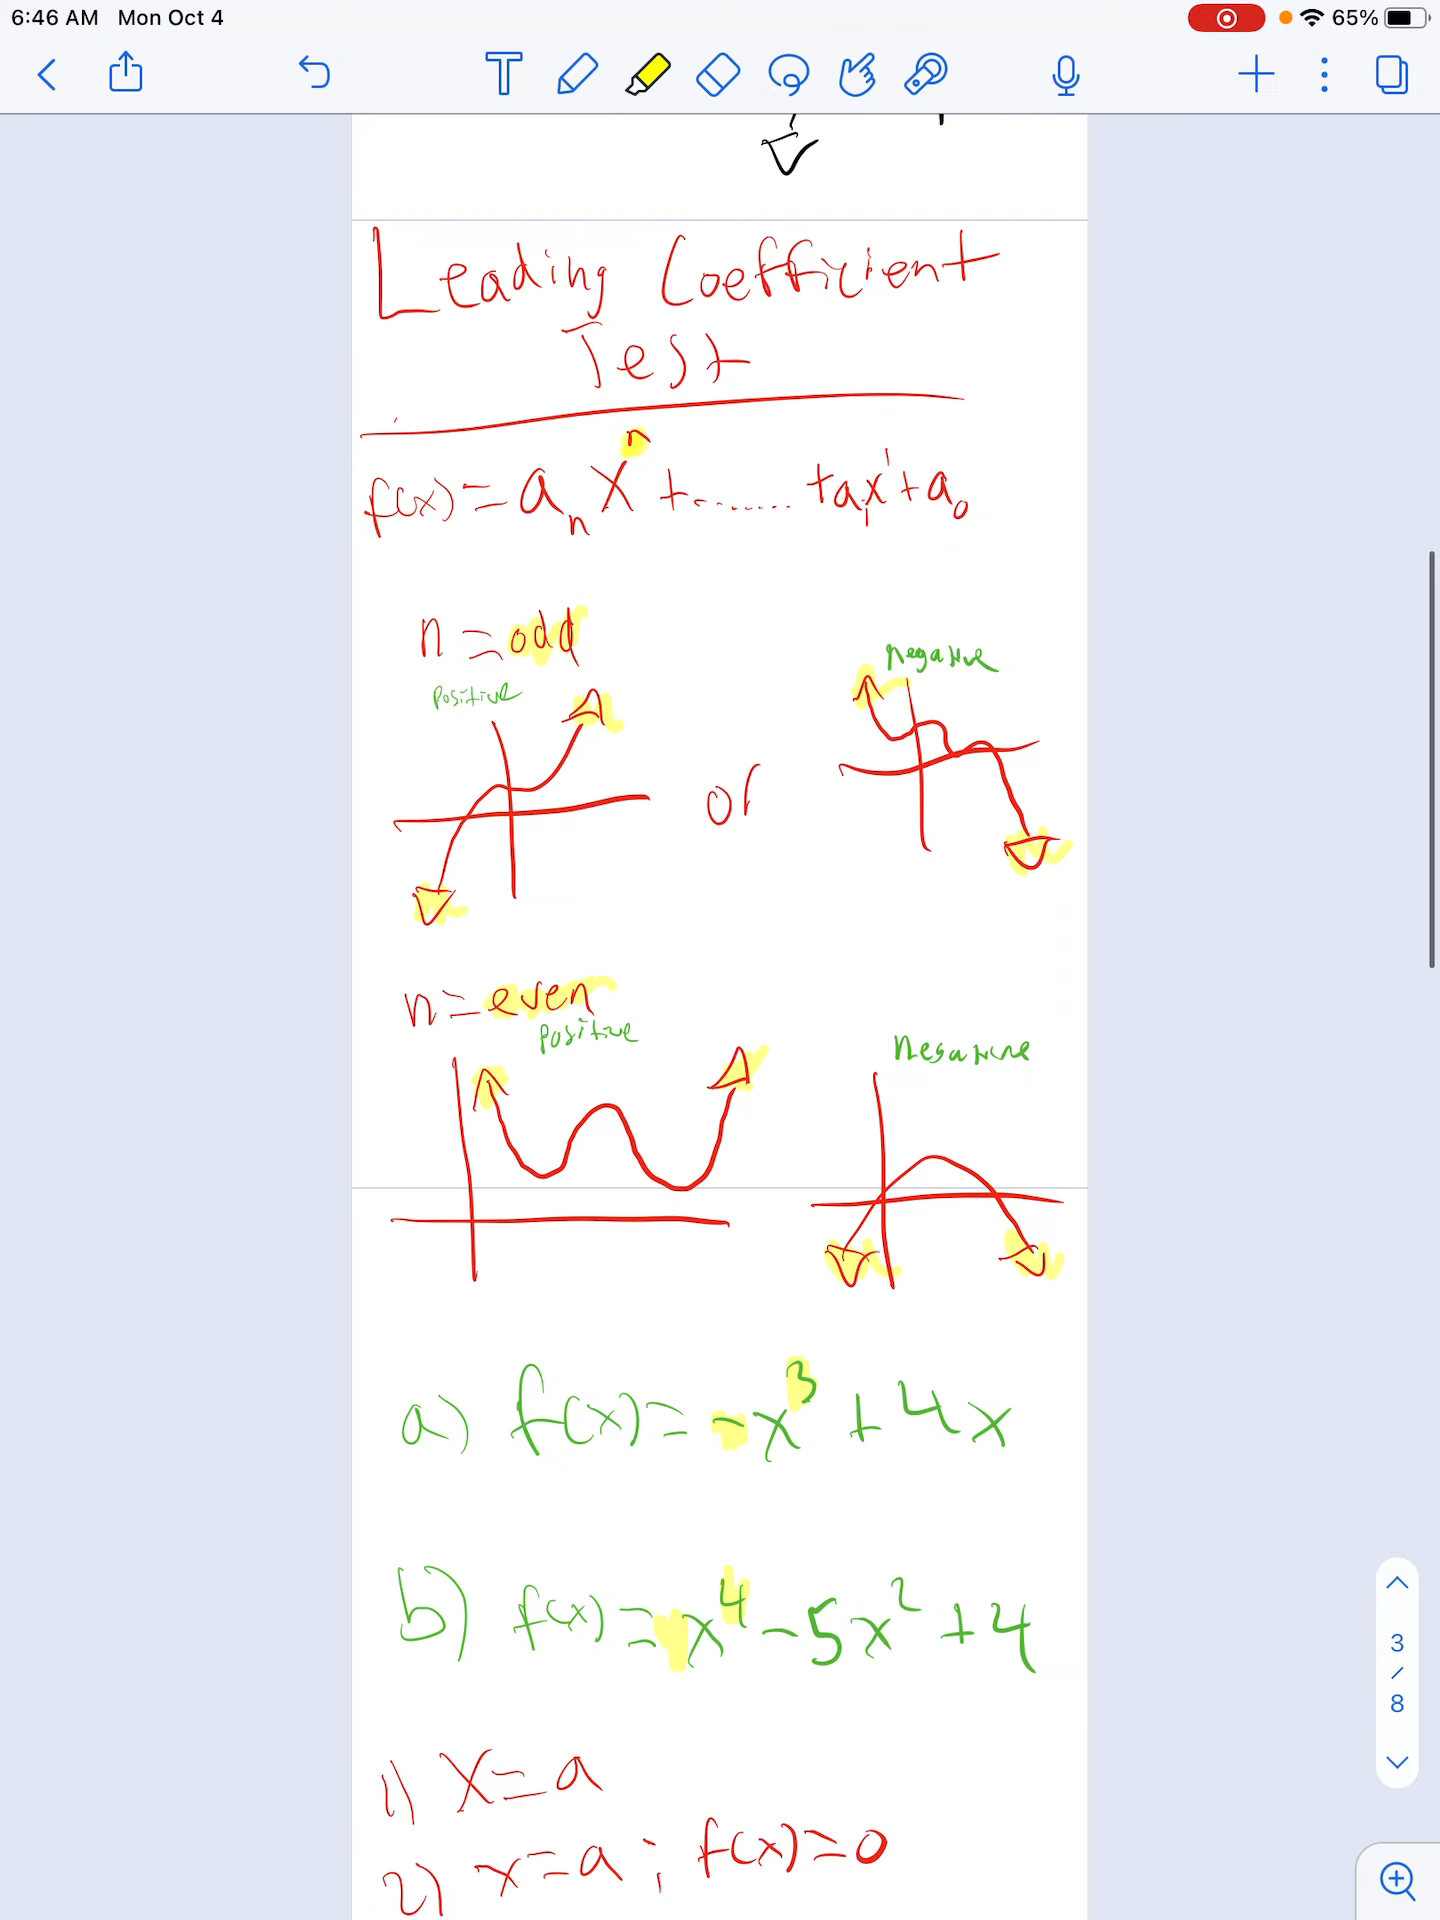 6:46 AM Mon Oct 4
65%
T
Leading Coefficient
Test
f(x) = aₙxⁿ + ....... + a₁x¹ + a₀
n = odd
Positive
negative
or
n = even
Positive
Negative
a) f(x) = -x³ + 4x
b) f(x) = x⁴ - 5x² + 4
1) x = a
2) x = a ; f(x) = 0
3
/
8